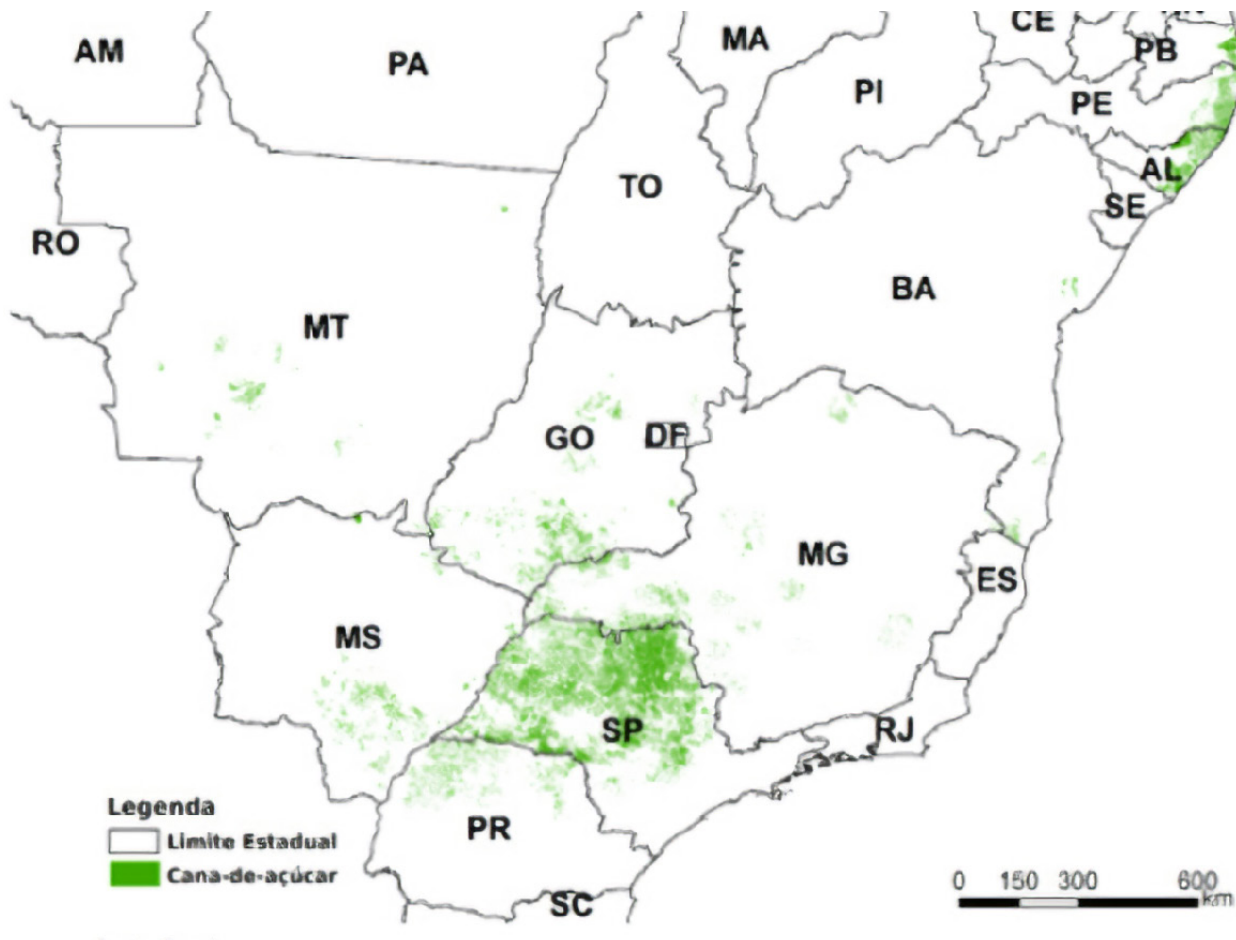 CE
AM
PA
MA
PB
PI
PE
TO
AL
SE
RO
BA
MT
GO
DF
MG
ES
MS
SP
RJ
Legenda
Limite Estadual
Cana-de-açúcar
PR
SC
0 150 300 600
km